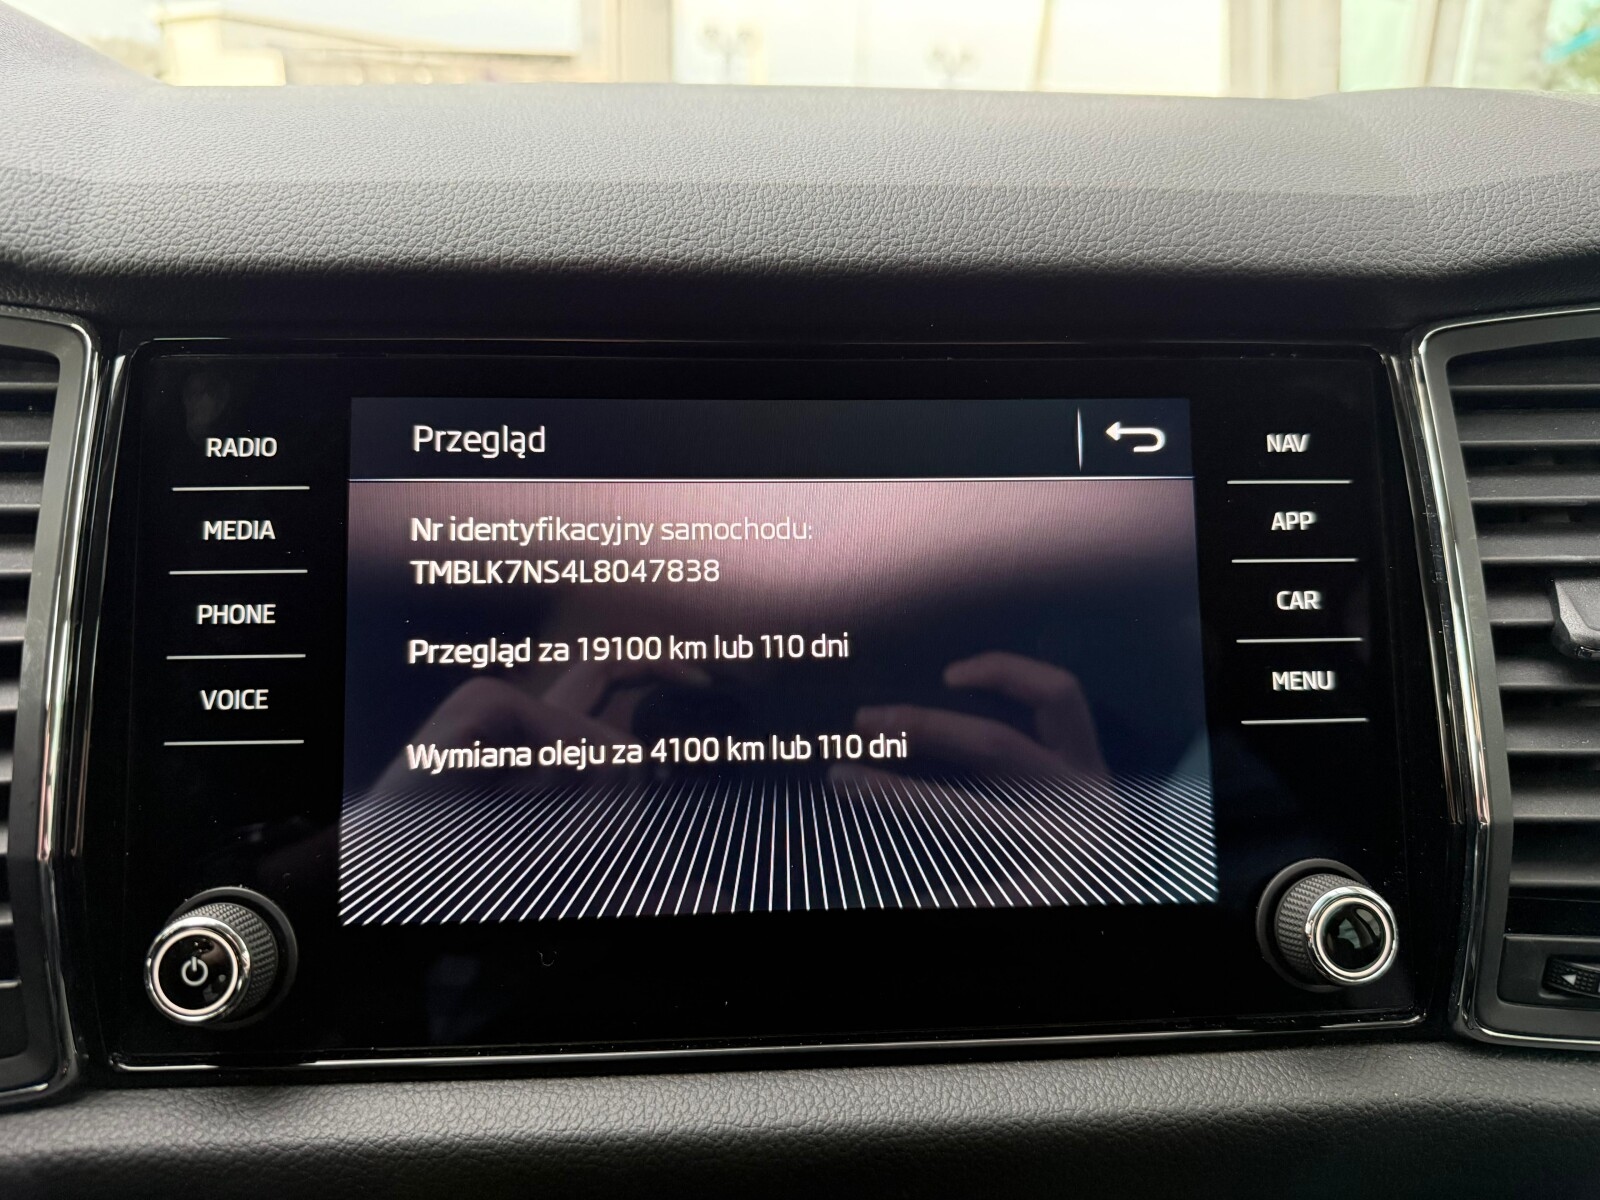 Przegląd
Nr identyfikacyjny samochodu:
TMBLK7NS4L8047838
Przegląd za 19100 km lub 110 dni
Wymiana oleju za 4100 km lub 110 dni
RADIO
MEDIA
PHONE
VOICE
NAV
APP
CAR
MENU